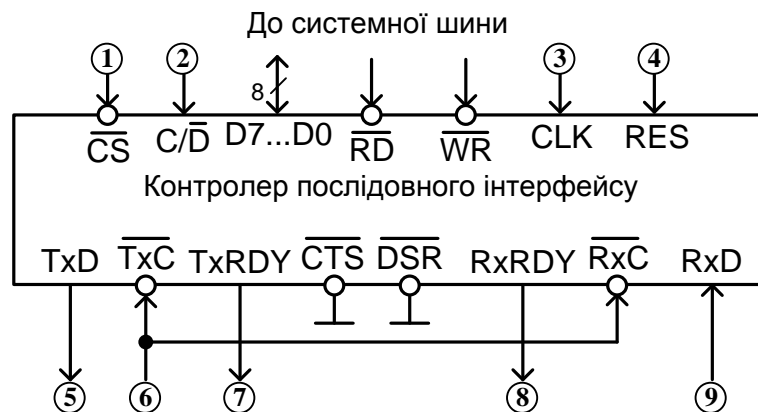 До системної шини
1 2 8 3 4
CS C/D D7...D0 RD WR CLK RES
Контролер послідовного інтерфейсу
TxD TxC TxRDY CTS DSR RxRDY RxC RxD
5 6 7 8 9